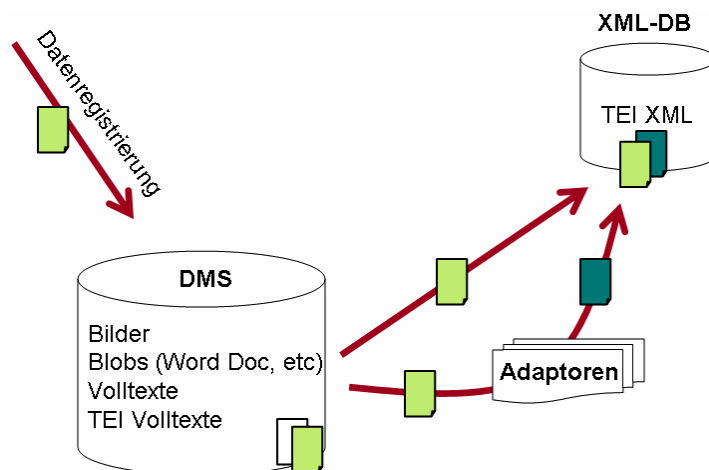 XML-DB
Datenregistrierung
TEI XML
DMS
Bilder
Blobs (Word Doc, etc)
Volltexte
TEI Volltexte
Adaptoren